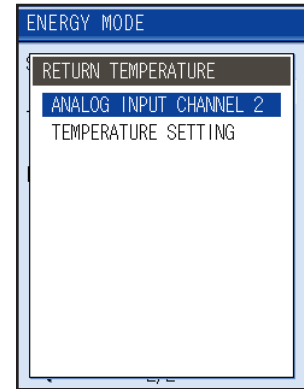 ENERGY MODE
RETURN TEMPERATURE
ANALOG INPUT CHANNEL 2
TEMPERATURE SETTING